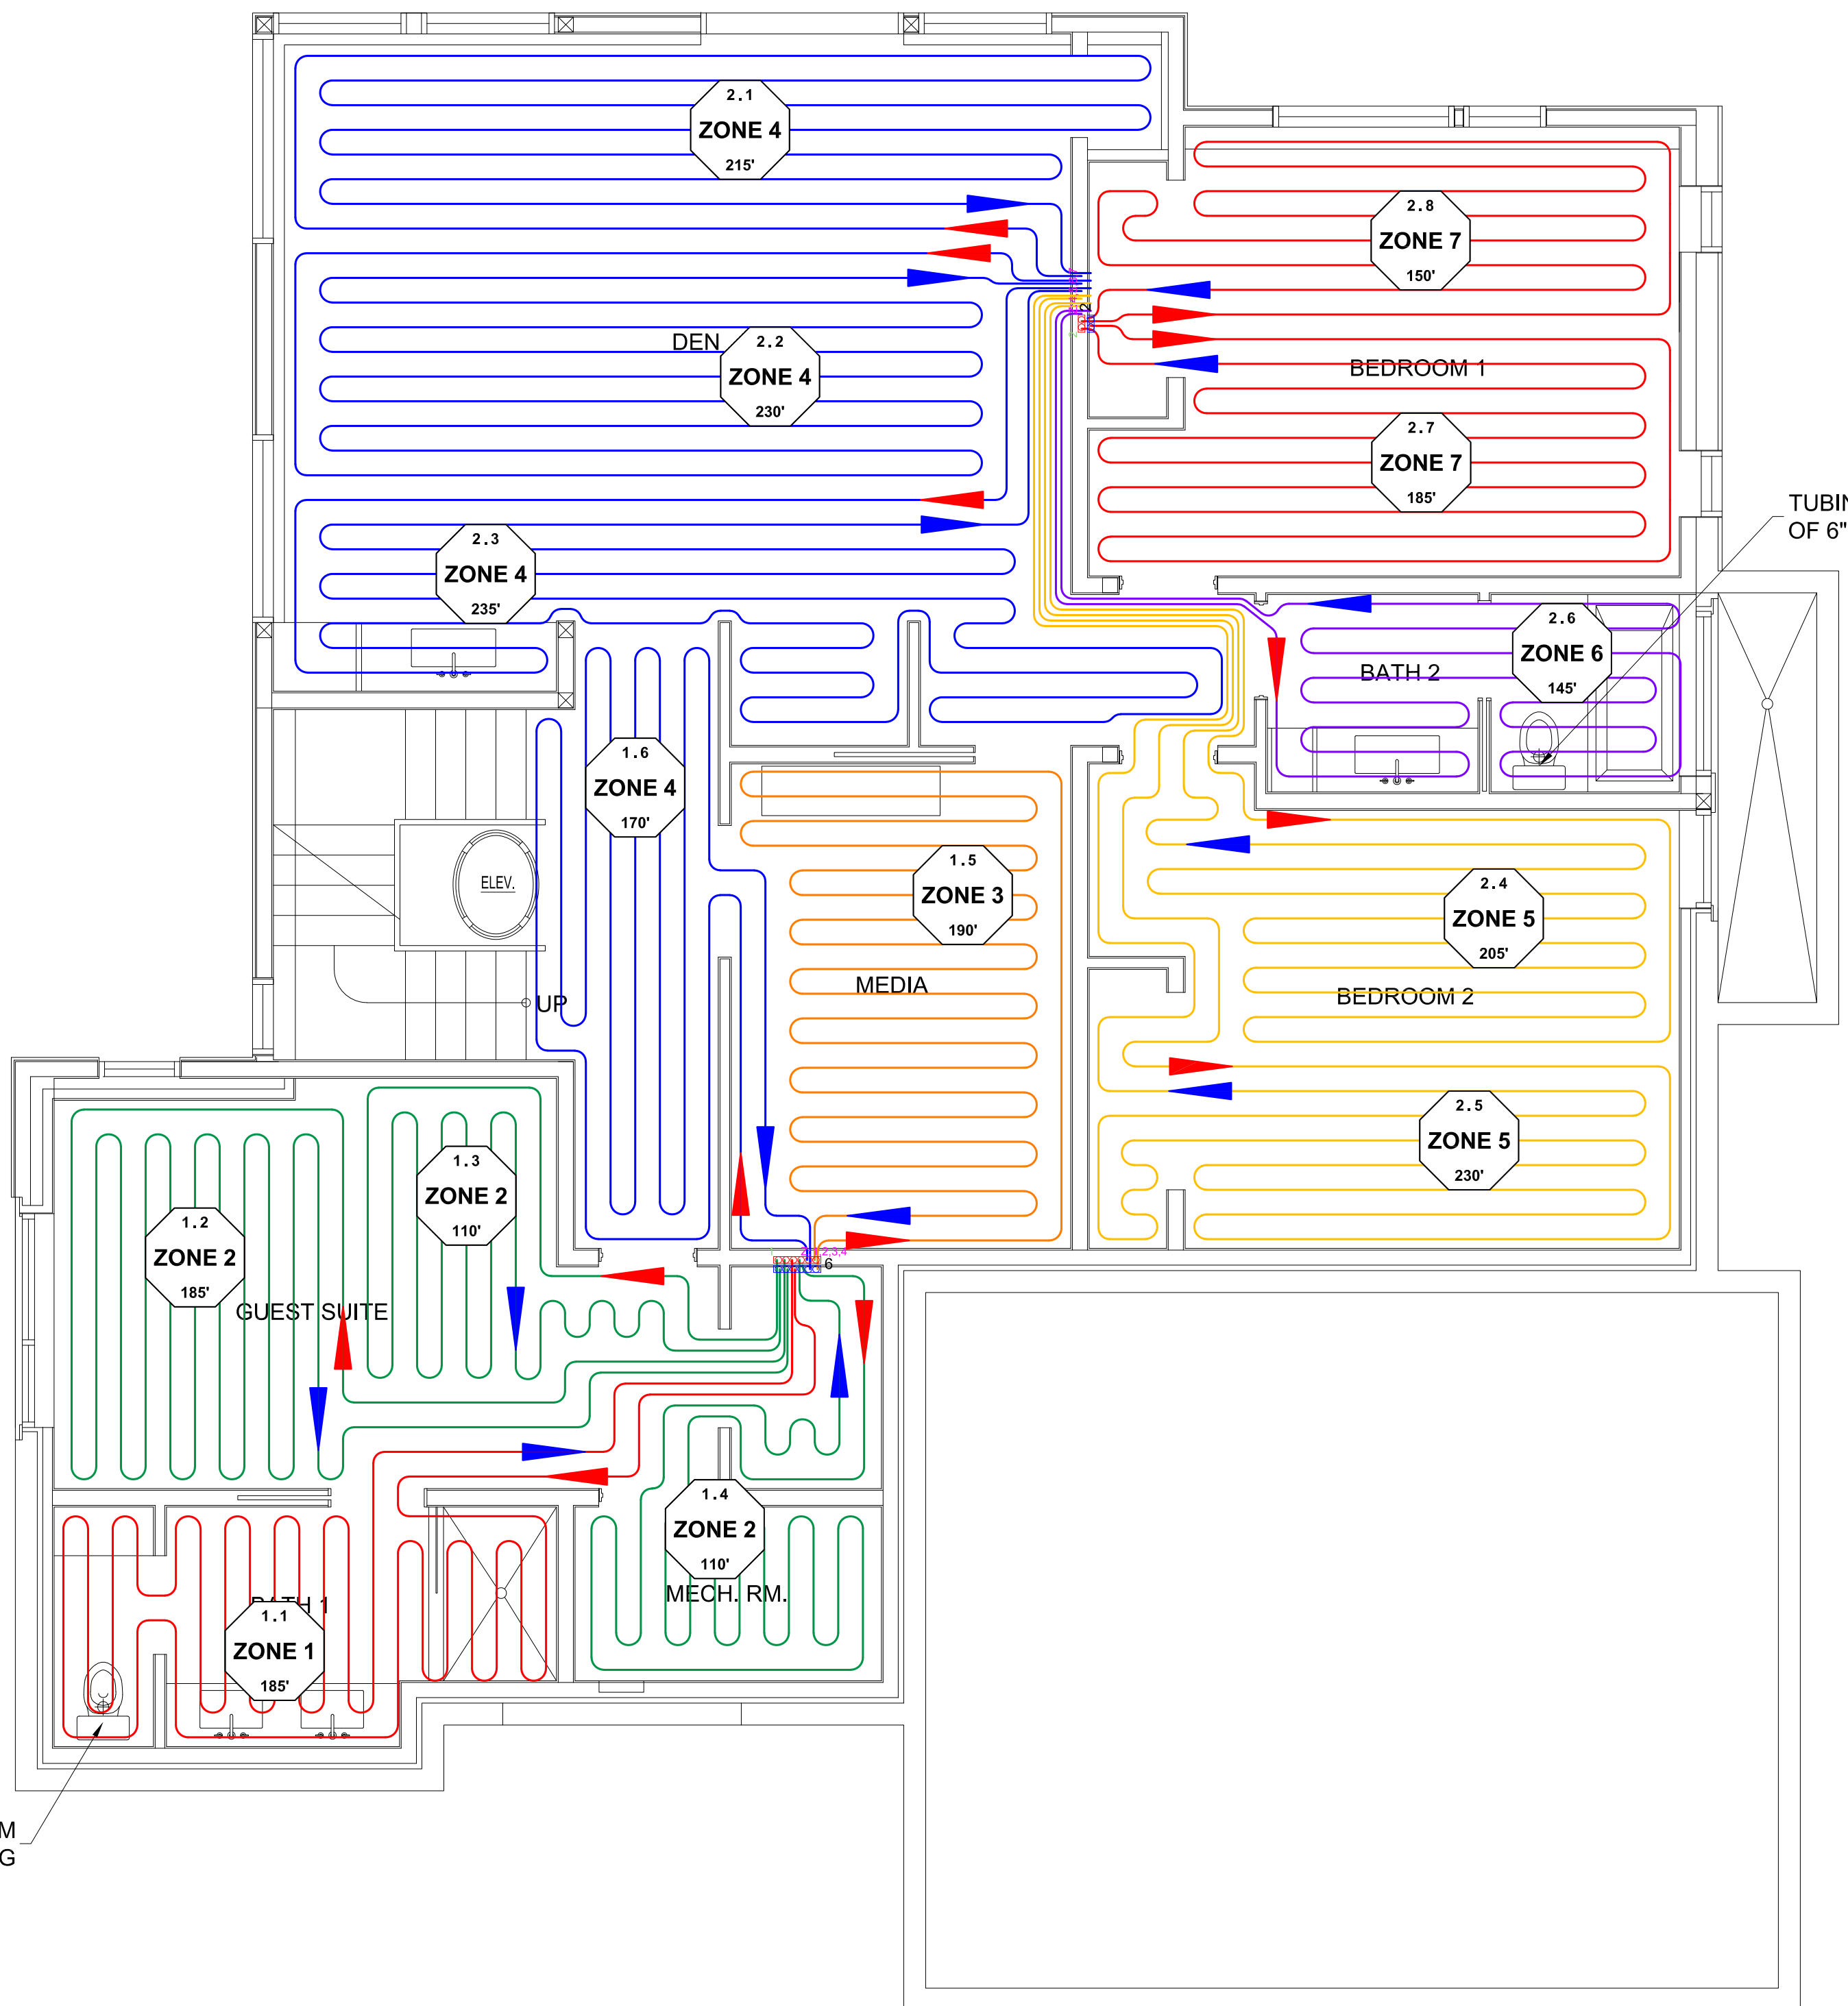 2.1
ZONE 4
215'
2.8
ZONE 7
150'
2
DEN
2.2
ZONE 4
230'
BEDROOM 1
2.7
ZONE 7
185'
TUBIN
OF 6"
2.3
ZONE 4
235'
2.6
ZONE 6
145'
BATH 2
1.6
ZONE 4
170'
ELEV.
1.5
ZONE 3
190'
2.4
ZONE 5
205'
MEDIA
BEDROOM 2
UP
2.5
ZONE 5
230'
1.3
ZONE 2
110'
1.2
ZONE 2
185'
GUEST SUITE
6
1.4
ZONE 2
110'
MECH. RM.
BATH 1
1.1
ZONE 1
185'
M
G